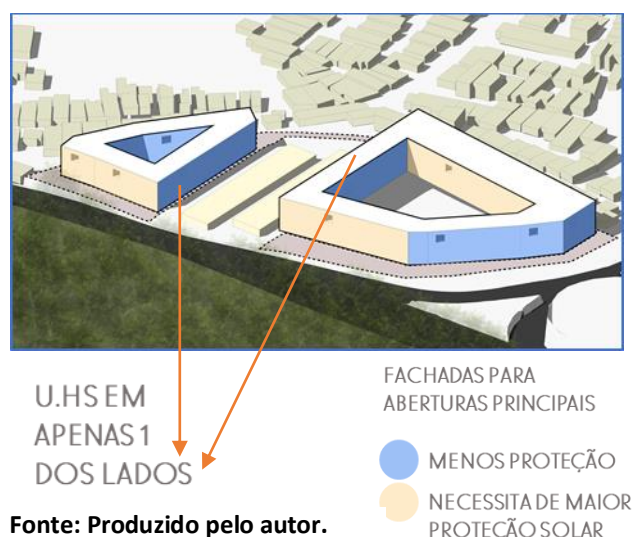 U.HS EM
APENAS 1
DOS LADOS
FACHADAS PARA
ABERTURAS PRINCIPAIS
MENOS PROTEÇÃO
NECESSITA DE MAIOR
PROTEÇÃO SOLAR
Fonte: Produzido pelo autor.